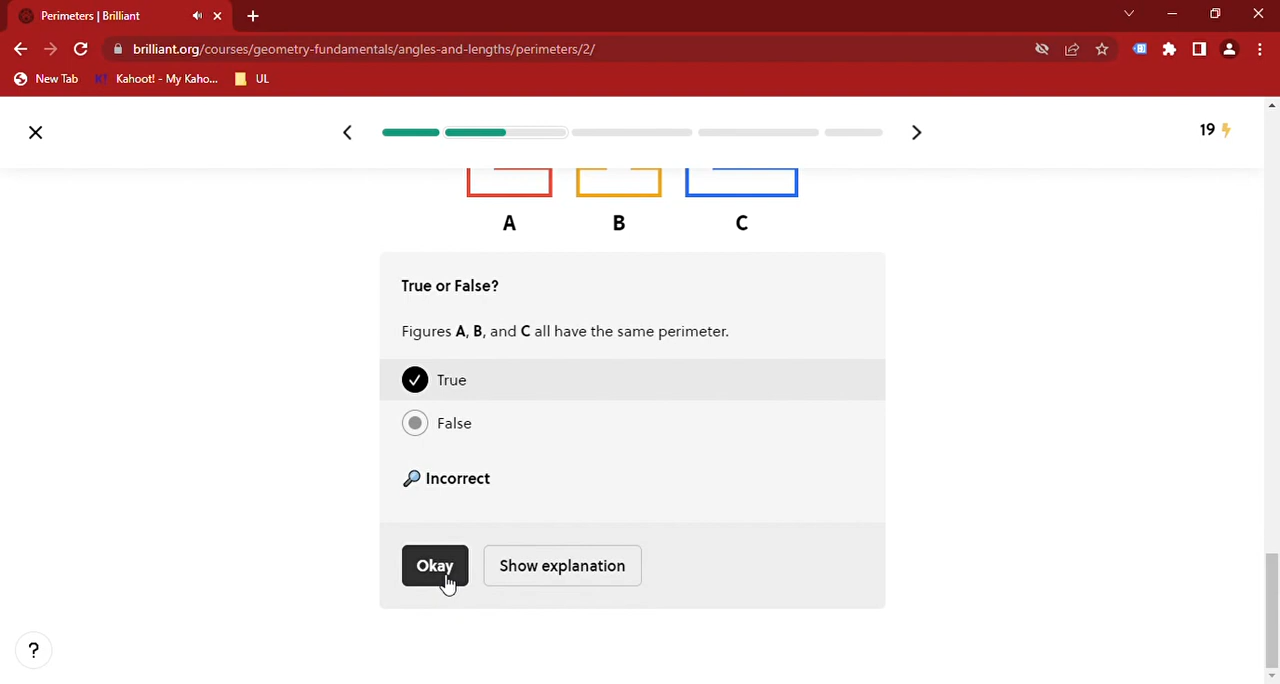 Perimeters | Brilliant
brilliant.org/courses/geometry-fundamentals/angles-and-lengths/perimeters/2/
New Tab K! Kahoot! - My Kaho... UL
19
A B C
True or False?
Figures A, B, and C all have the same perimeter.
True
False
Incorrect
Okay Show explanation
?